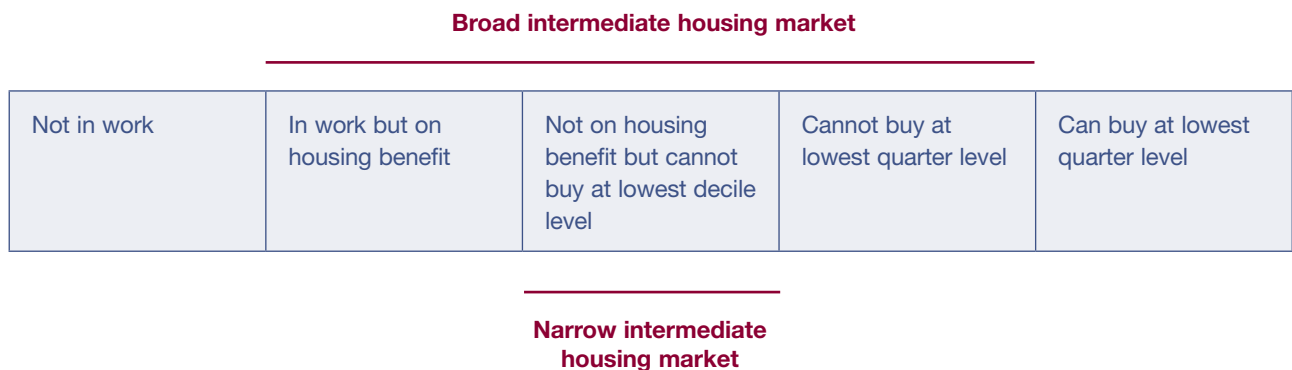 Broad intermediate housing market
Not in work
In work but on
housing benefit
Not on housing
benefit but cannot
buy at lowest decile
level
Cannot buy at
lowest quarter level
Can buy at lowest
quarter level
Narrow intermediate
housing market